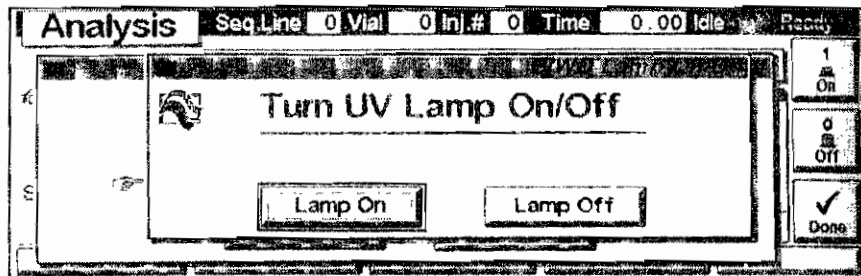 Analysis Seq.Line 0 Vial 0 Inj.# 0 Time 0.00 Idle Ready
1
On
Turn UV Lamp On/Off
0
Off
Lamp On Lamp Off
Done